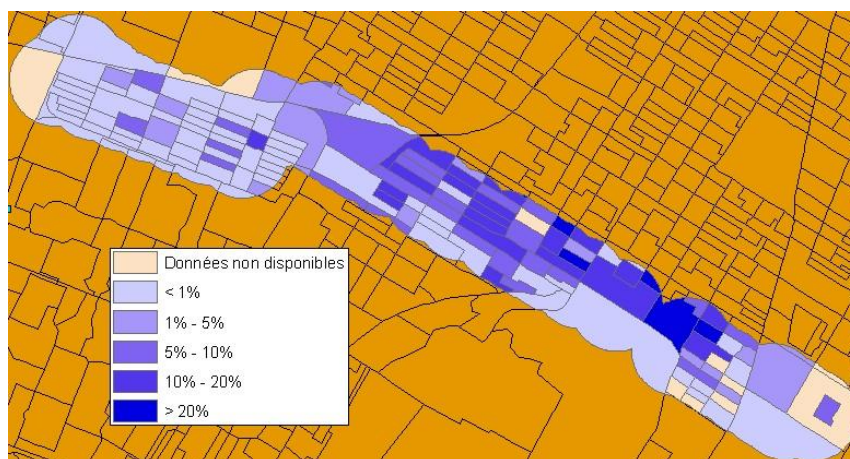 Données non disponibles
< 1%
1% - 5%
5% - 10%
10% - 20%
> 20%